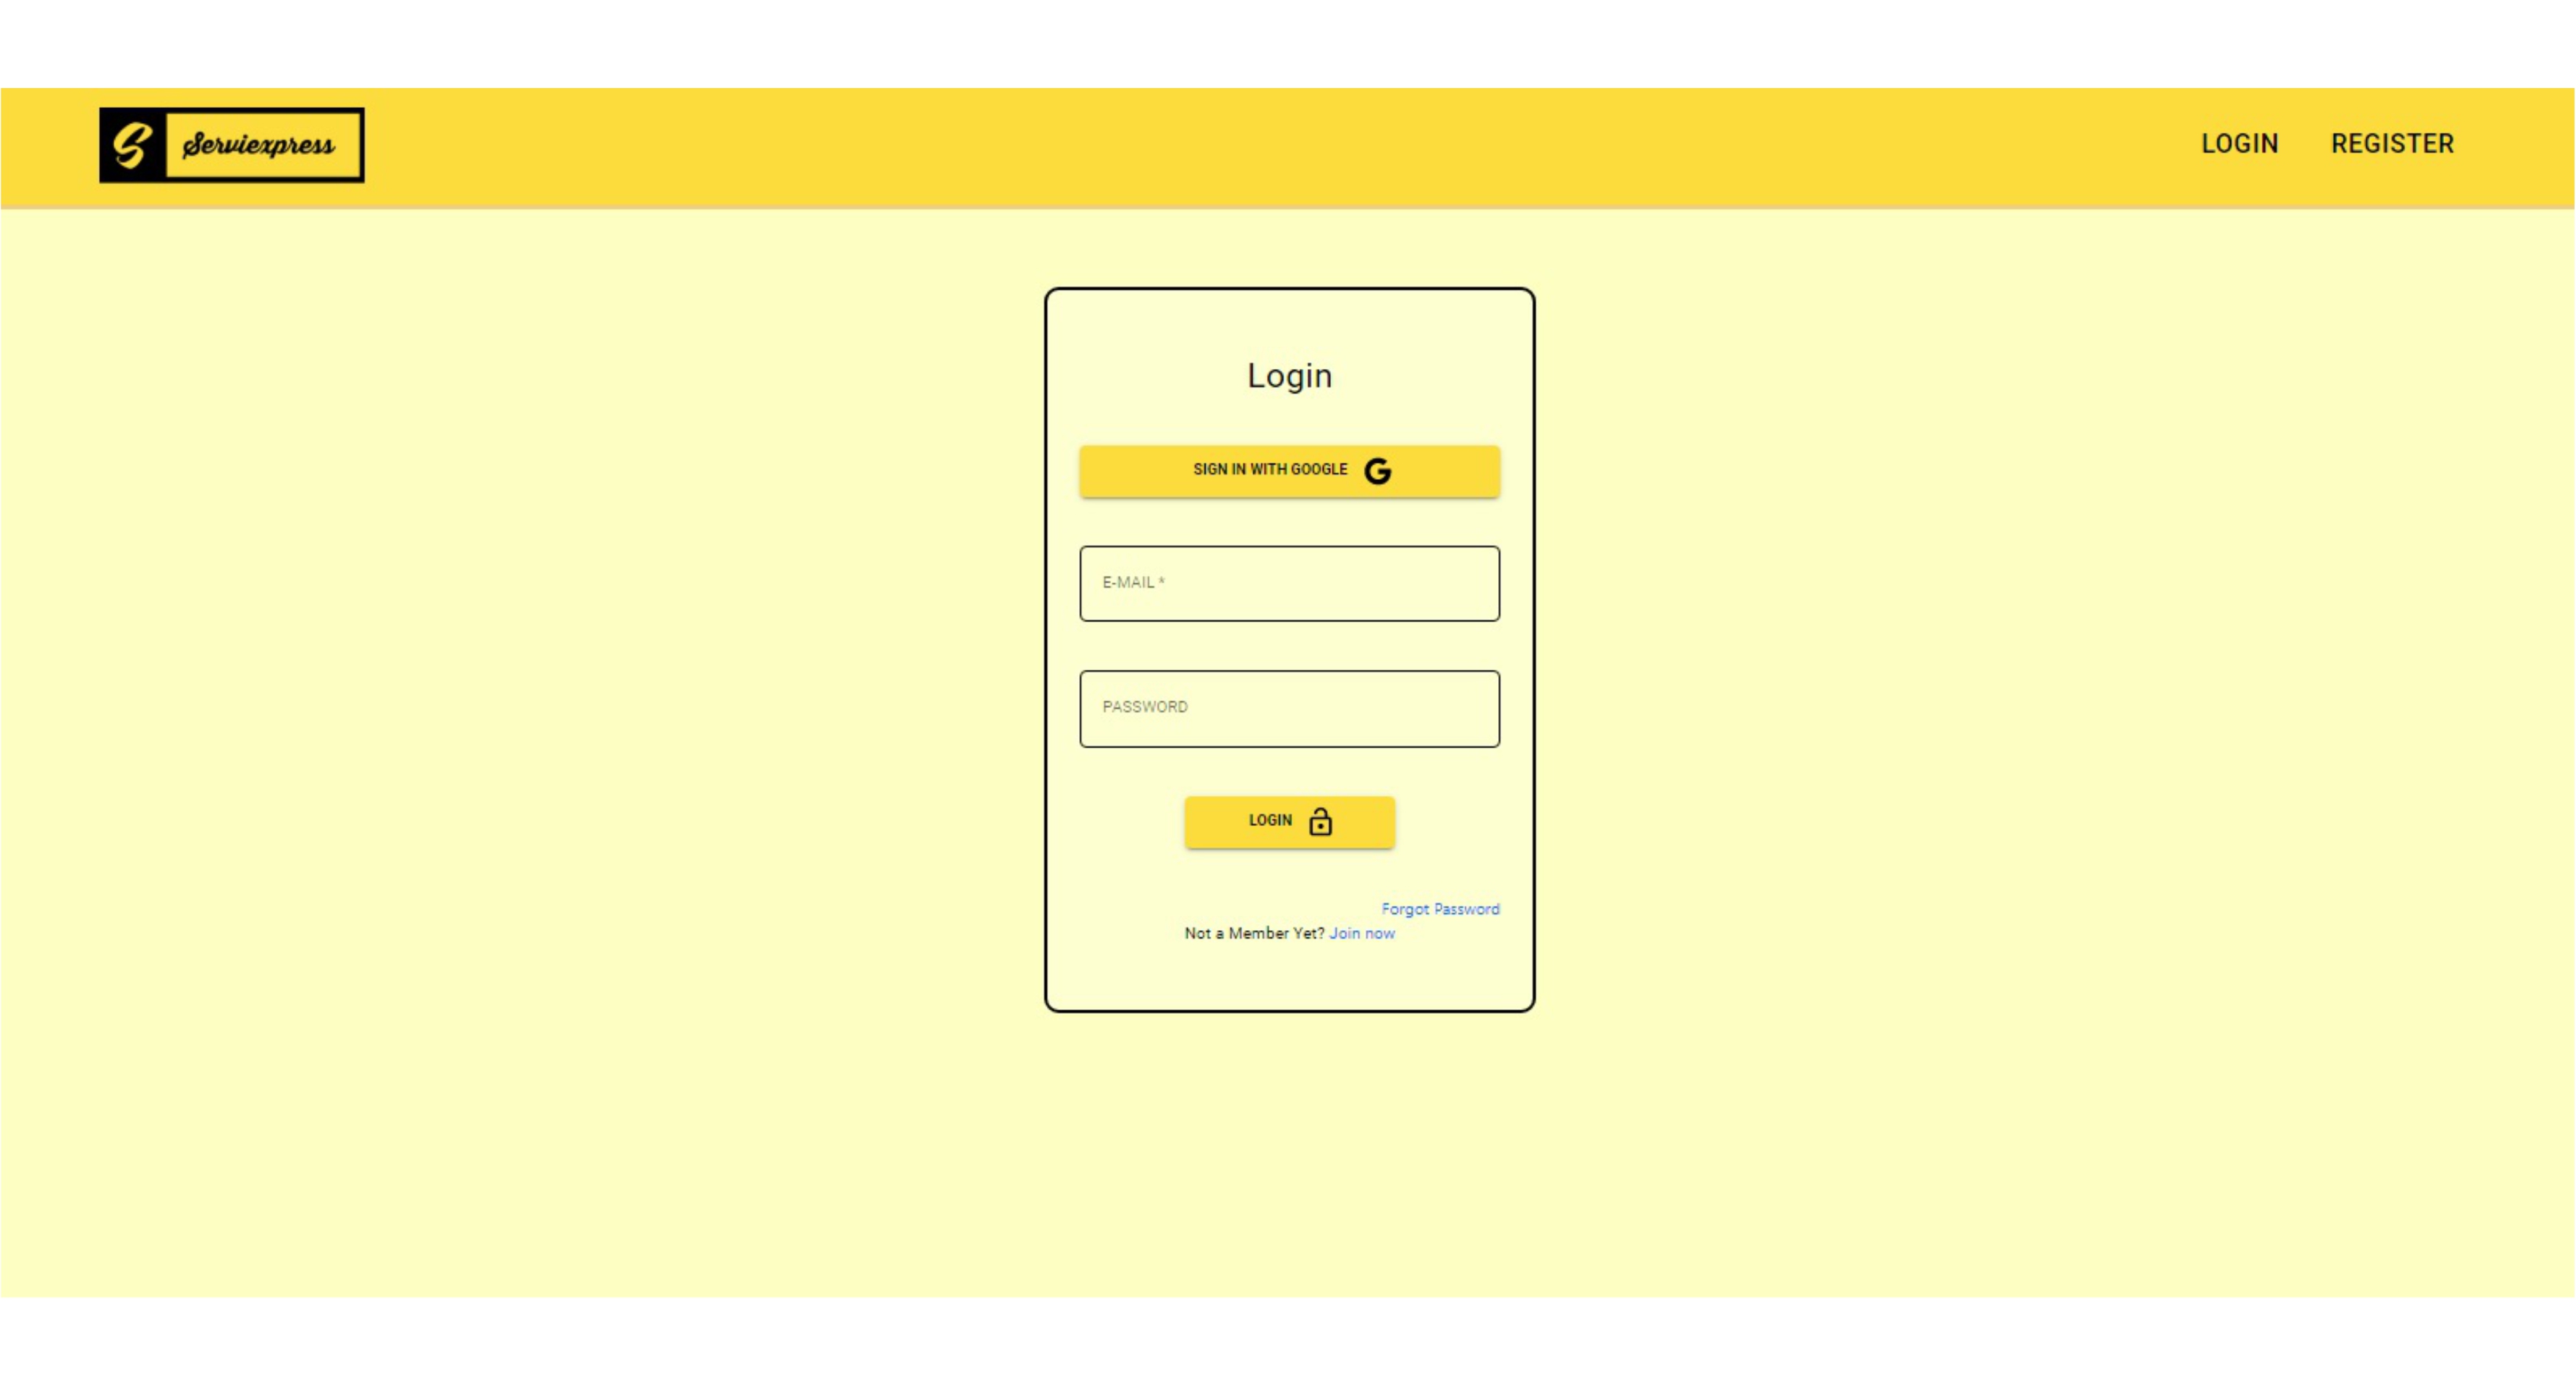 S Serviexpress
LOGIN REGISTER
Login
SIGN IN WITH GOOGLE G
E-MAIL *
PASSWORD
LOGIN
Forgot Password
Not a Member Yet? Join now